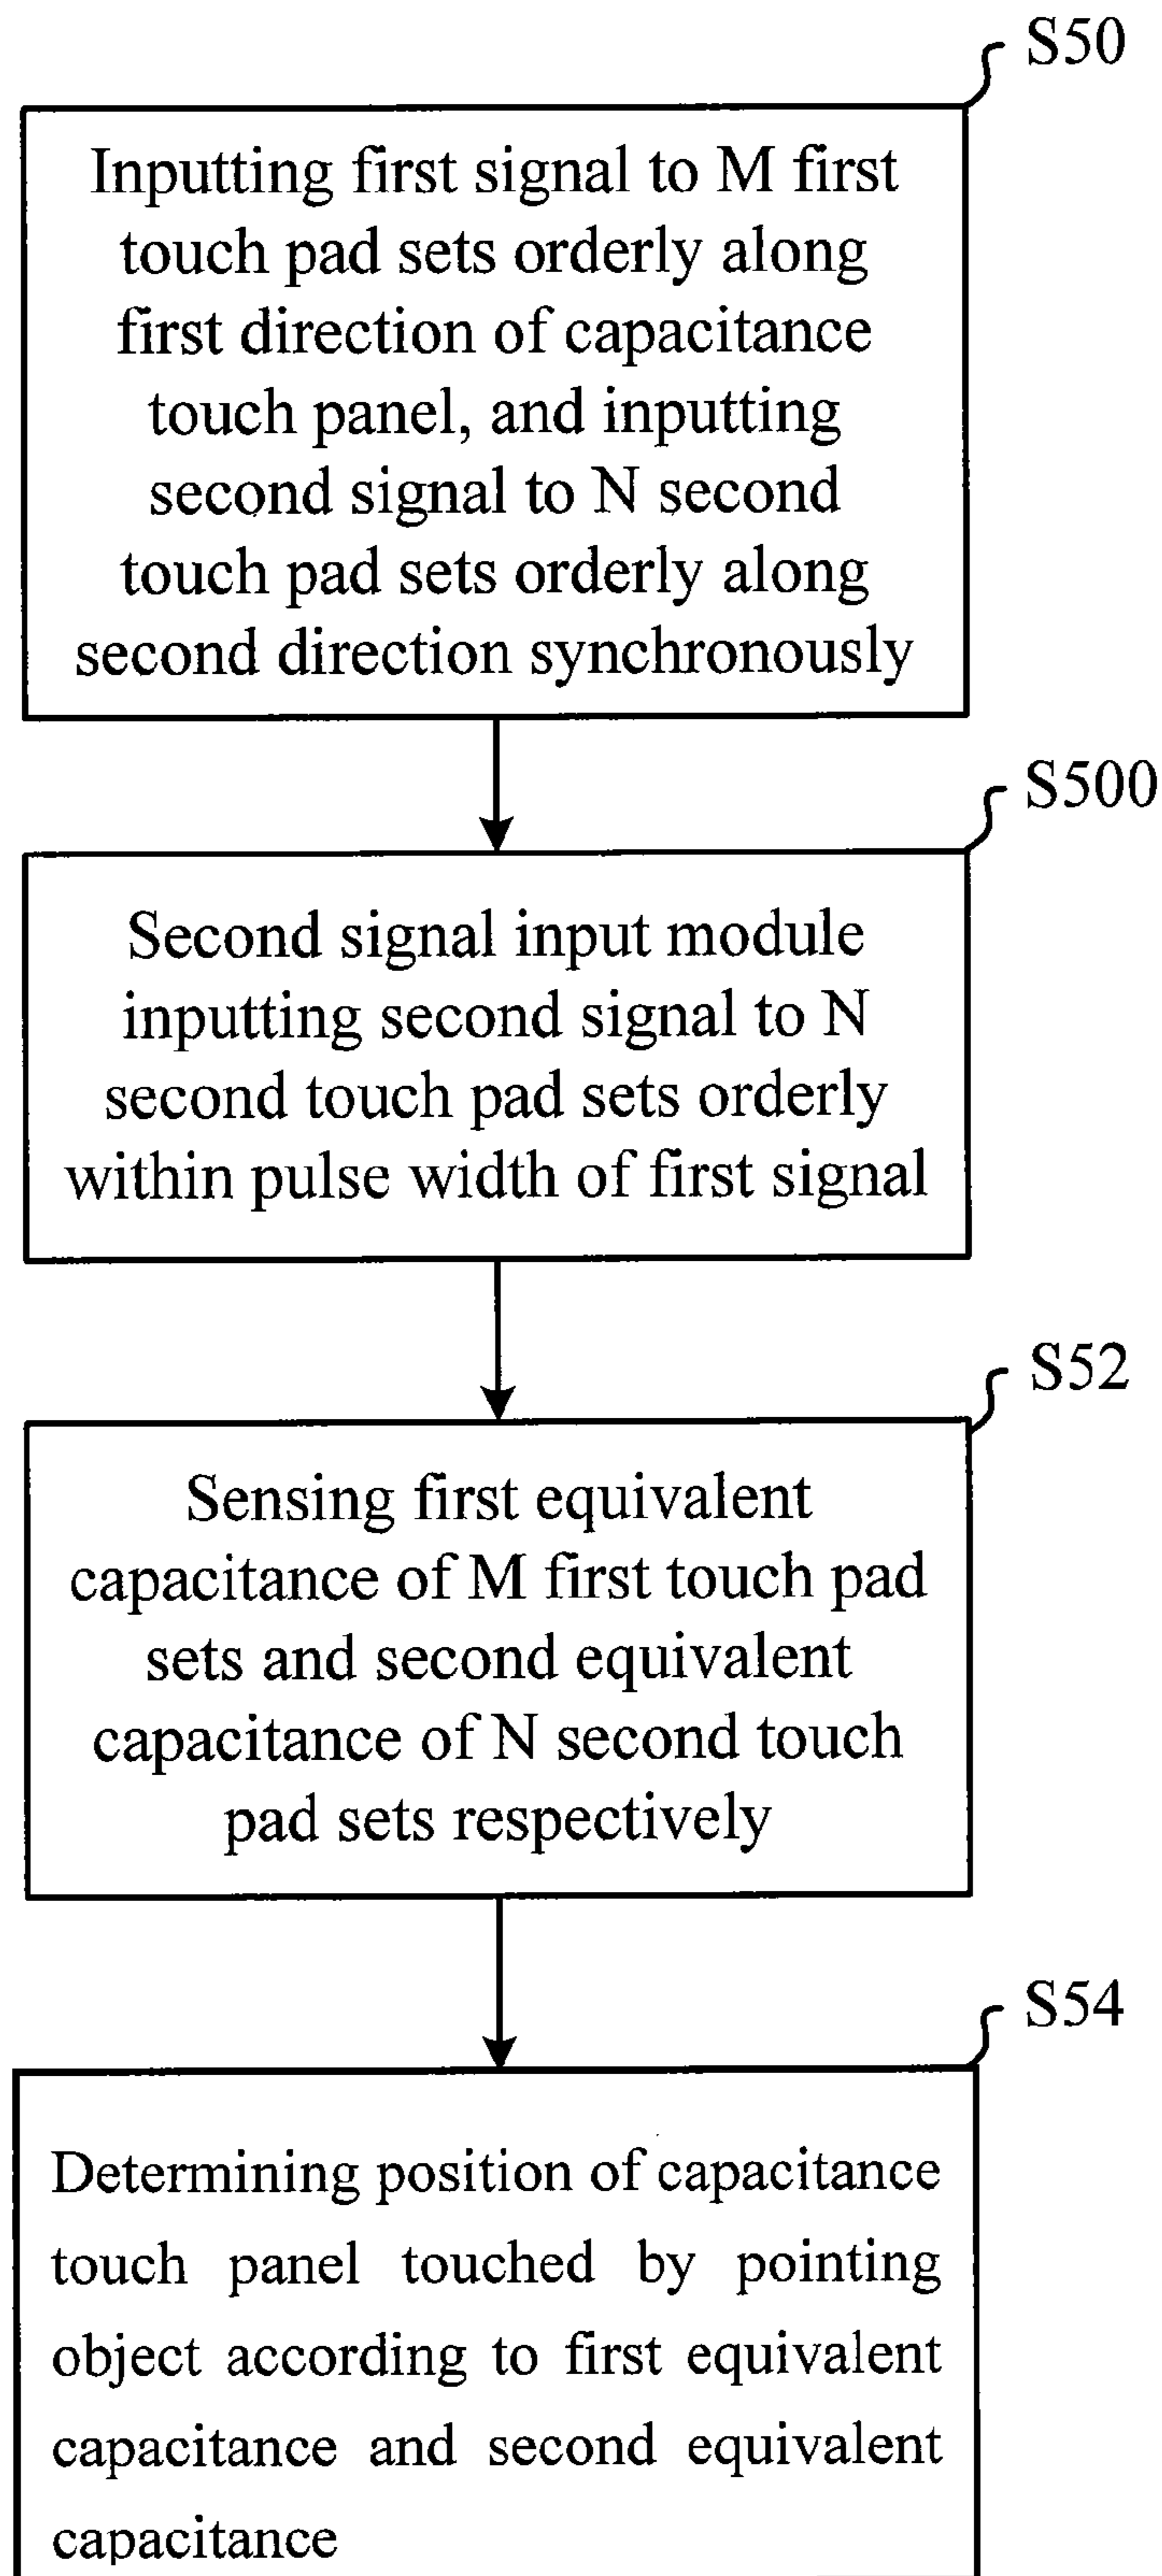 S50
Inputting first signal to M first
touch pad sets orderly along
first direction of capacitance
touch panel, and inputting
second signal to N second
touch pad sets orderly along
second direction synchronously
S500
Second signal input module
inputting second signal to N
second touch pad sets orderly
within pulse width of first signal
S52
Sensing first equivalent
capacitance of M first touch pad
sets and second equivalent
capacitance of N second touch
pad sets respectively
S54
Determining position of capacitance
touch panel touched by pointing
object according to first equivalent
capacitance and second equivalent
capacitance